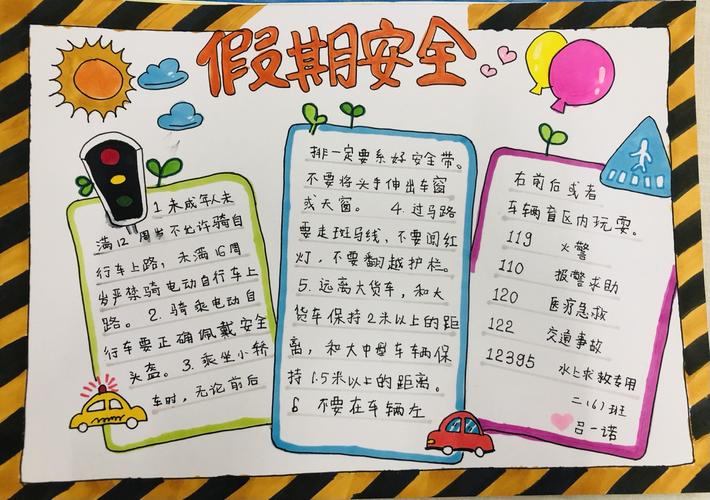 假期安全
1 未成年人未
满12周岁不允许骑自
行车上路，未满16周
岁严禁骑电动自行车上
路。2. 骑乘电动自
行车要正确佩戴安全
头盔。3. 乘坐小轿
车时，无论前后
排一定要系好安全带。
不要将头手伸出车窗
或天窗。 4. 过马路
要走斑马线，不要闯红
灯，不要翻越护栏。
5. 远离大货车，和大
货车保持2米以上的距
离，和大中型车车辆保
持1.5米以上的距离。
6 不要在车辆左
右前后或者
车辆盲区内玩耍。
119 火警
110 报警求助
120 医疗急救
122 交通事故
12395 水上求救专用
二(6)班
吕一诺